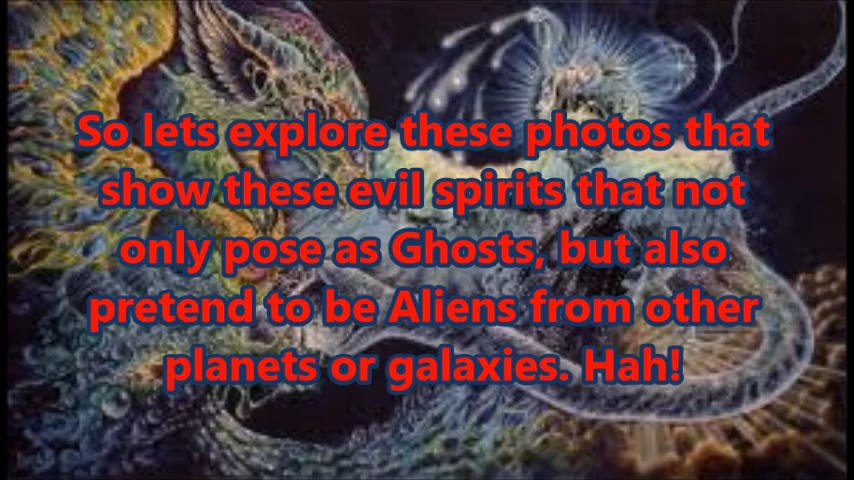 So lets explore these photos that
show these evil spirits that not
only pose as Ghosts, but also
pretend to be Aliens from other
planets or galaxies. Hah!